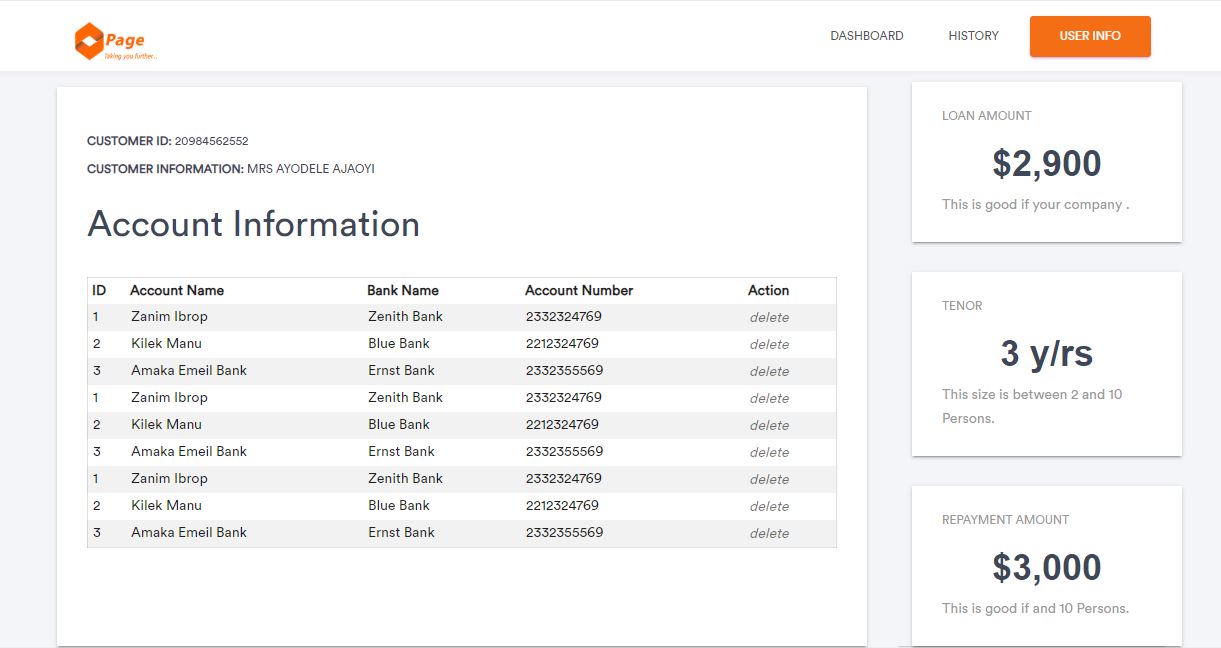 Page
Taking you further...
DASHBOARD HISTORY USER INFO
CUSTOMER ID: 20984562552
CUSTOMER INFORMATION: MRS AYODELE AJAOYI
Account Information
ID Account Name Bank Name Account Number Action
1 Zanim Ibrop Zenith Bank 2332324769 delete
2 Kilek Manu Blue Bank 2212324769 delete
3 Amaka Emeil Bank Ernst Bank 2332355569 delete
1 Zanim Ibrop Zenith Bank 2332324769 delete
2 Kilek Manu Blue Bank 2212324769 delete
3 Amaka Emeil Bank Ernst Bank 2332355569 delete
1 Zanim Ibrop Zenith Bank 2332324769 delete
2 Kilek Manu Blue Bank 2212324769 delete
3 Amaka Emeil Bank Ernst Bank 2332355569 delete
LOAN AMOUNT
$2,900
This is good if your company .
TENOR
3 y/rs
This size is between 2 and 10
Persons.
REPAYMENT AMOUNT
$3,000
This is good if and 10 Persons.